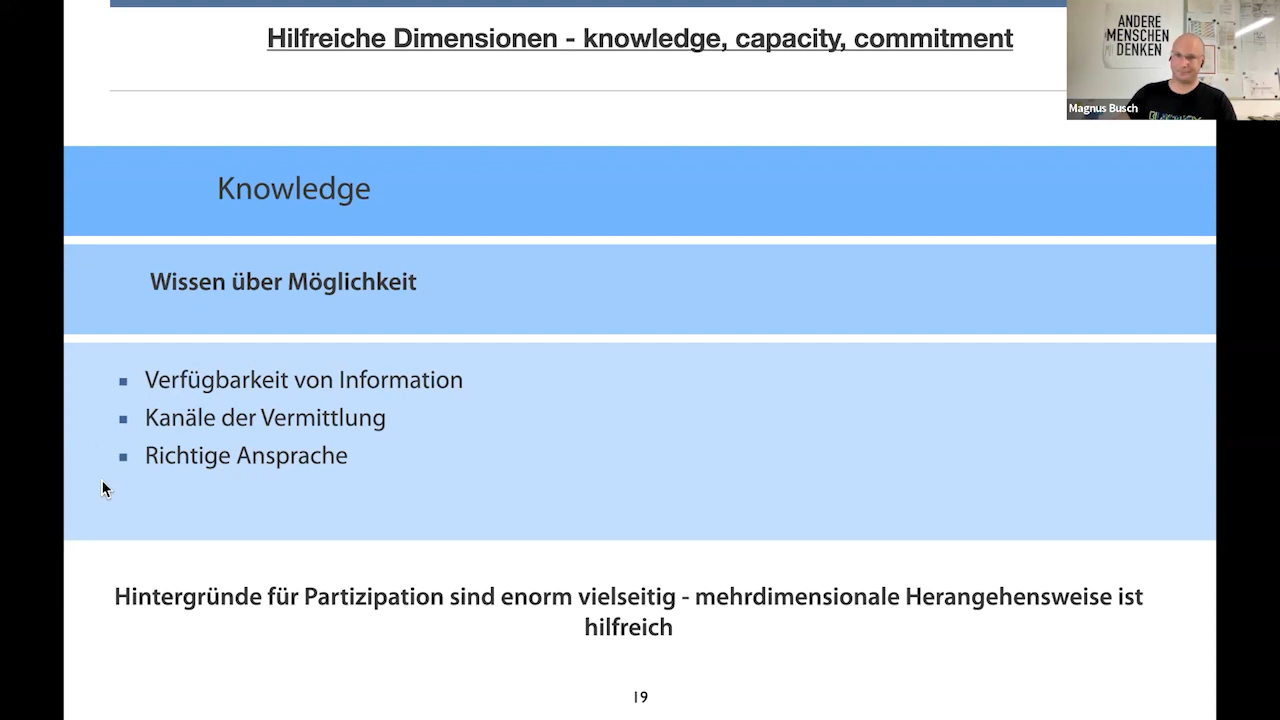 Hilfreiche Dimensionen - knowledge, capacity, commitment
ANDERE
MENSCHEN
DENKEN
Magnus Busch
Knowledge
Wissen über Möglichkeit
Verfügbarkeit von Information
Kanäle der Vermittlung
Richtige Ansprache
Hintergründe für Partizipation sind enorm vielseitig - mehrdimensionale Herangehensweise ist
hilfreich
19